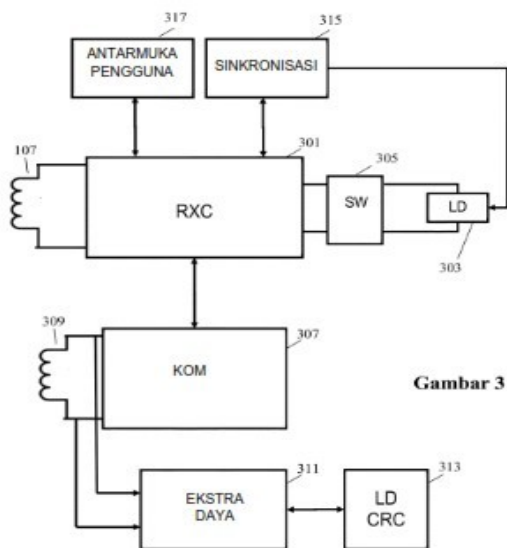 317
315
ANTARMUKA
PENGGUNA
SINKRONISASI
107
301
305
RXC
SW
LD
303
309
307
KOM
Gambar 3
311
313
EKSTRA
DAYA
LD
CRC